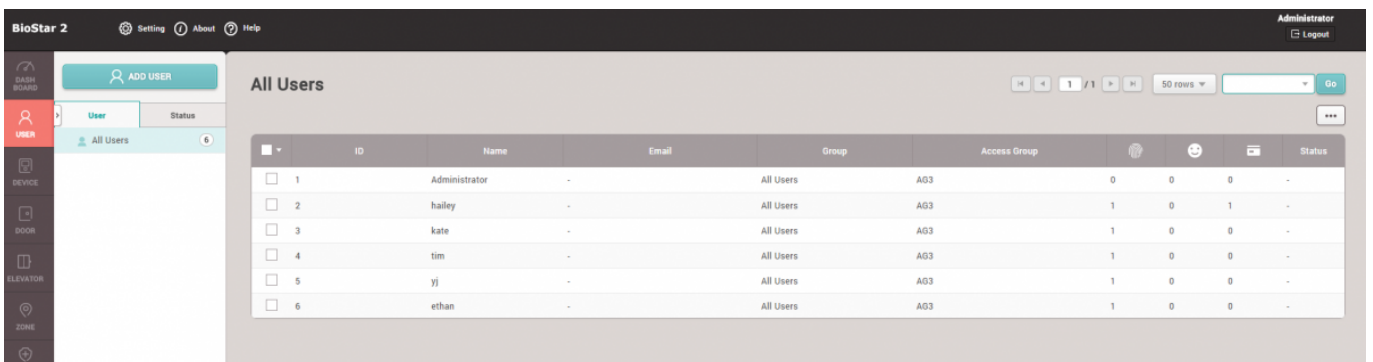 BioStar 2 Setting About Help Administrator
Logout
DASH
BOARD
USER
DEVICE
DOOR
ELEVATOR
ZONE
ADD USER
User Status
All Users 6
All Users 1 / 1 50 rows Go
ID Name Email Group Access Group Status
1 Administrator - All Users AG3 0 0 0 -
2 hailey - All Users AG3 1 0 1 -
3 kate - All Users AG3 1 0 0 -
4 tim - All Users AG3 1 0 0 -
5 yj - All Users AG3 1 0 0 -
6 ethan - All Users AG3 1 0 0 -